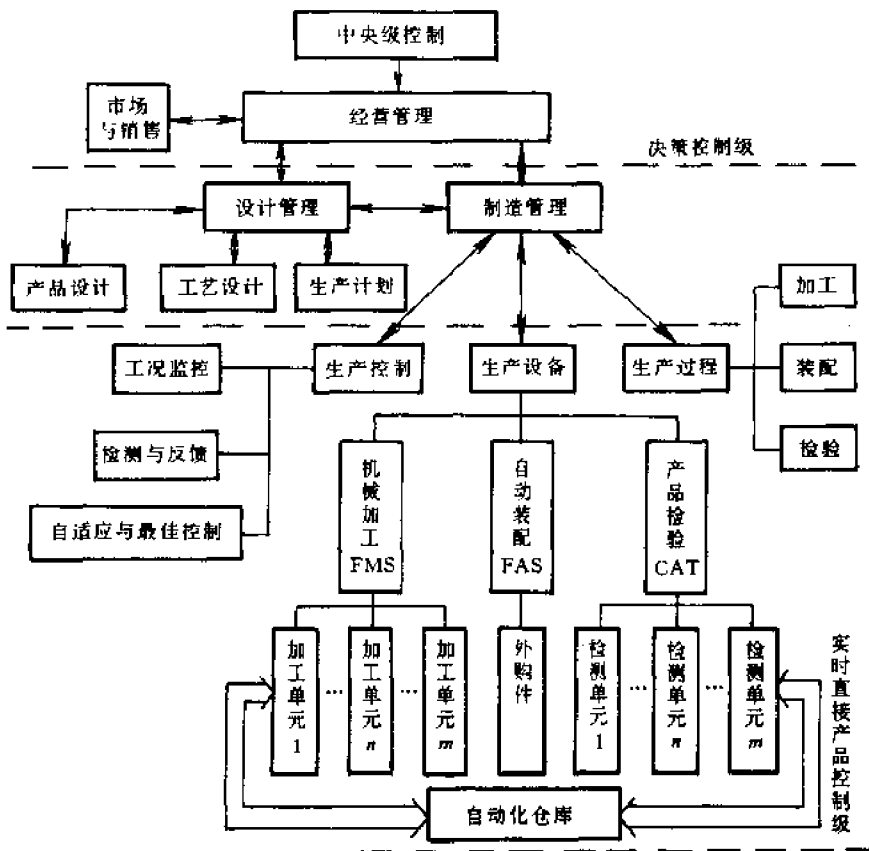 中央级控制
市场
与销售
经营管理
决策控制级
设计管理
制造管理
产品设计
工艺设计
生产计划
加工
工况监控
生产控制
生产设备
生产过程
装配
检测与反馈
检验
自适应与最佳控制
机械加工
FMS
自动装配
FAS
产品检验
CAT
加工单元1
…
加工单元n
…
加工单元m
外购件
检测单元1
…
检测单元n
…
检测单元m
实时直接产品控制级
自动化仓库